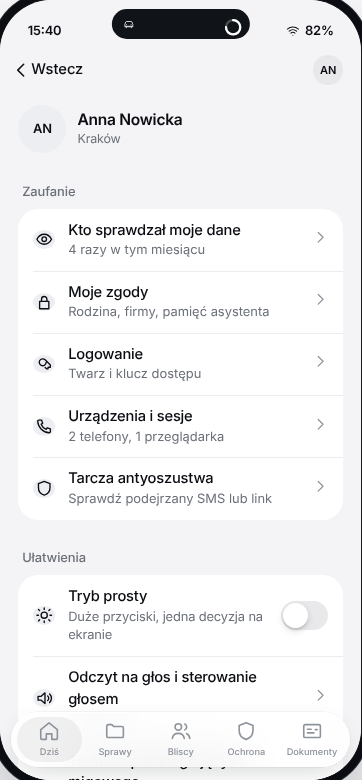 15:40
82%
Wstecz
AN
AN
Anna Nowicka
Kraków
Zaufanie
Kto sprawdzał moje dane
4 razy w tym miesiącu
Moje zgody
Rodzina, firmy, pamięć asystenta
Logowanie
Twarz i klucz dostępu
Urządzenia i sesje
2 telefony, 1 przeglądarka
Tarcza antyoszustwa
Sprawdź podejrzany SMS lub link
Ułatwienia
Tryb prosty
Duże przyciski, jedna decyzja na
ekranie
Odczyt na głos i sterowanie
głosem
Dziś
Sprawy
Bliscy
Ochrona
Dokumenty